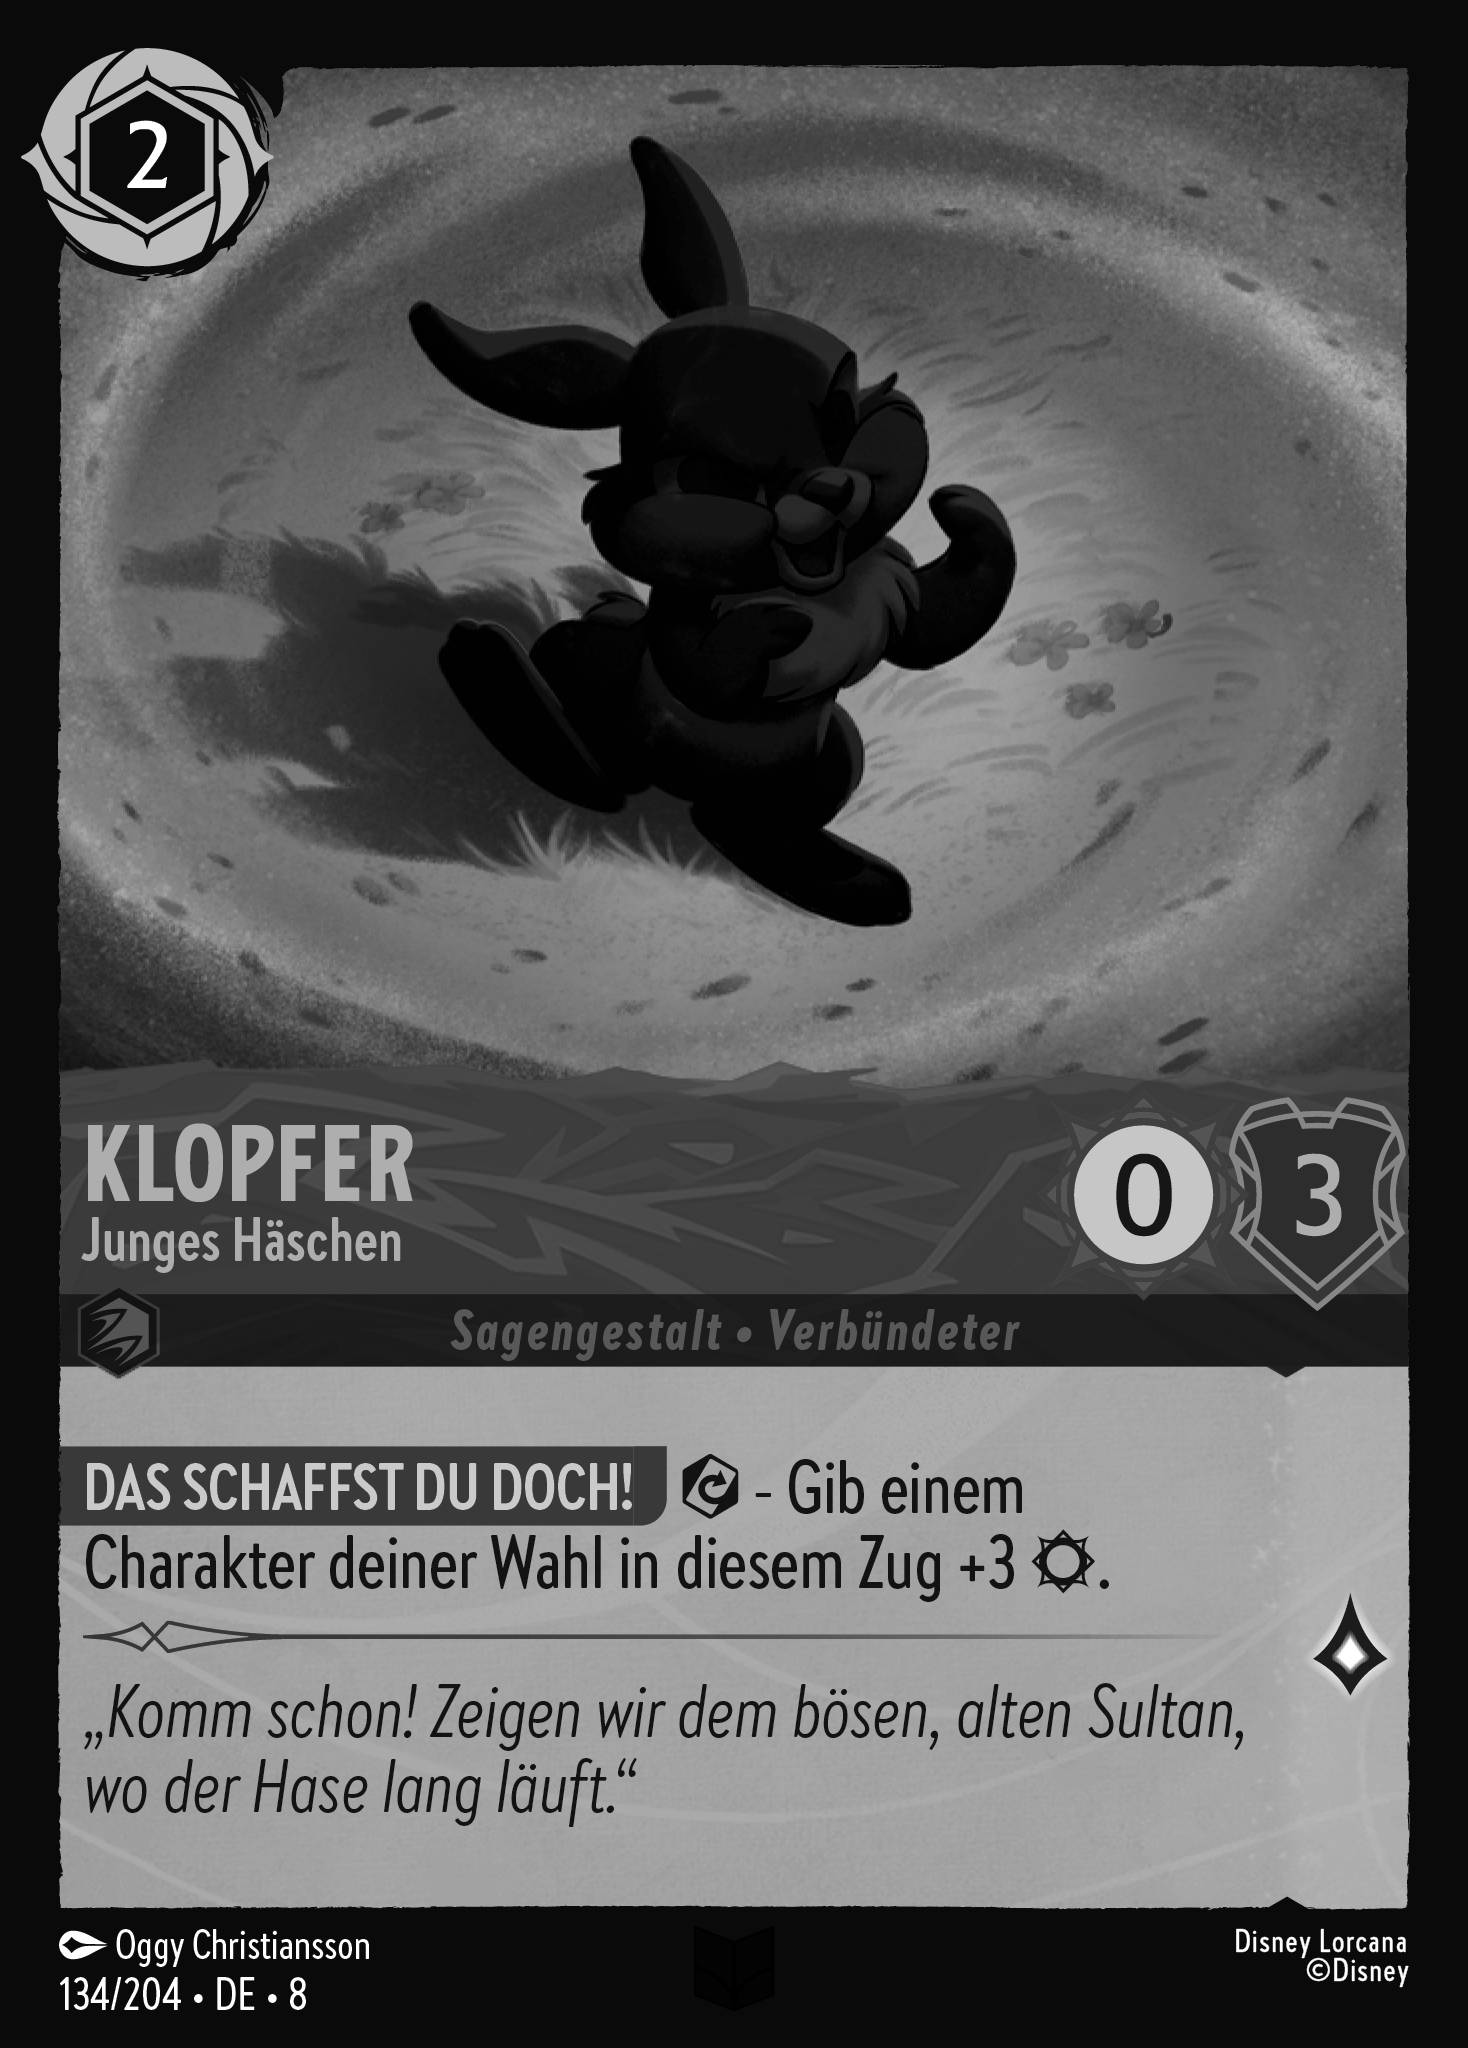 2
KLOPFER
Junges Häschen
0 3
Sagengestalt • Verbündeter
DAS SCHAFFST DU DOCH! - Gib einem
Charakter deiner Wahl in diesem Zug +3 .
„Komm schon! Zeigen wir dem bösen, alten Sultan,
wo der Hase lang läuft.“
Oggy Christiansson
134/204 • DE • 8
Disney Lorcana
©Disney